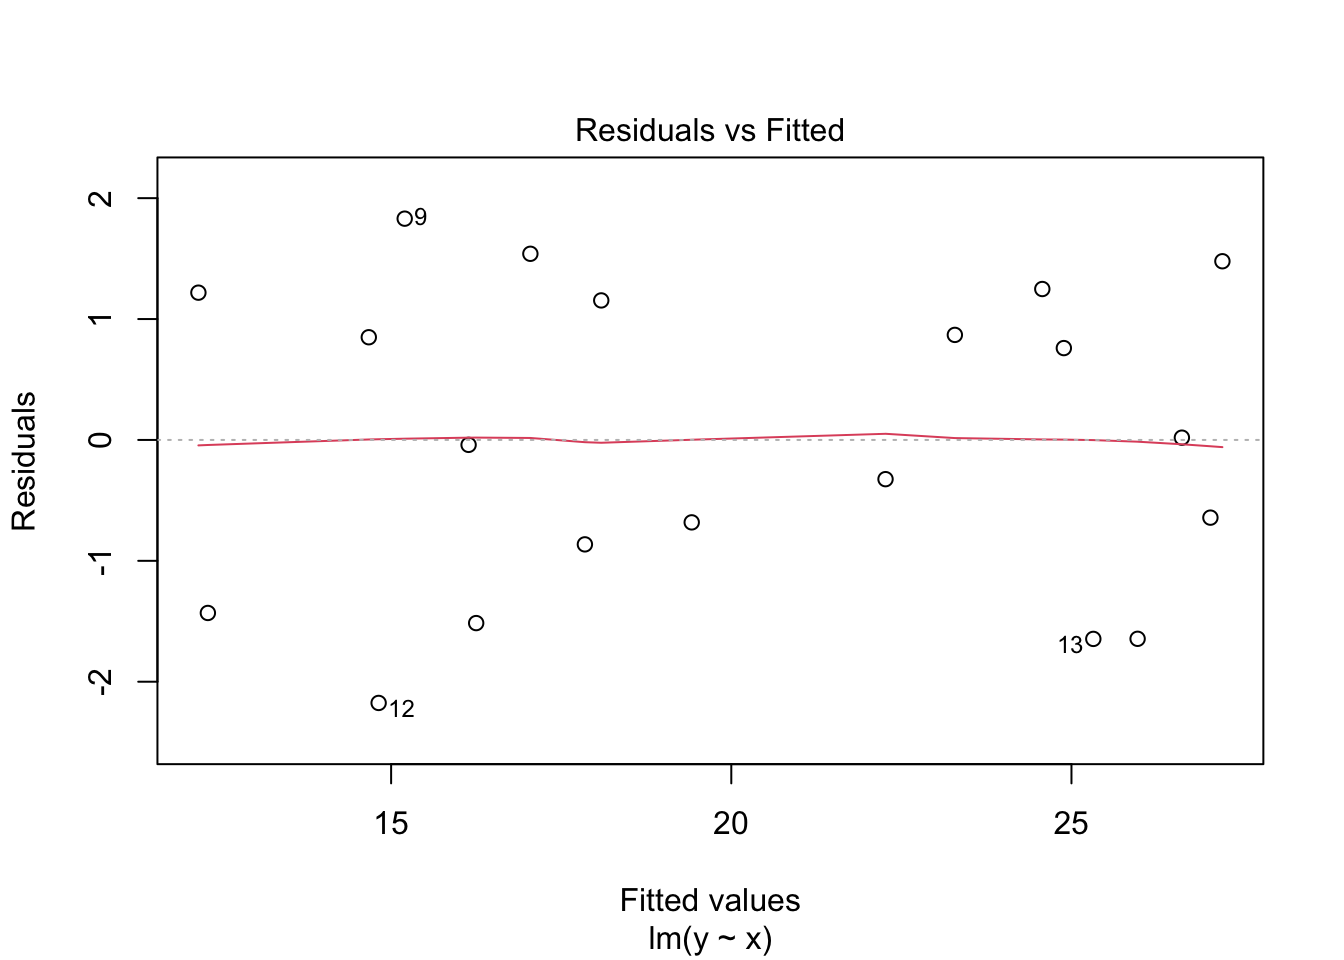 Residuals vs Fitted
Residuals
2
1
0
-1
-2
9
12
13
15 20 25
Fitted values
lm(y ~ x)